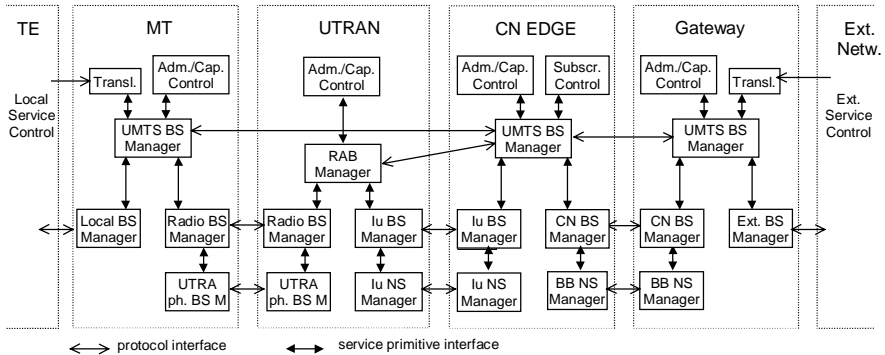 TE
MT
UTRAN
CN EDGE
Gateway
Ext.
Netw.
Local
Service
Control
Transl.
Adm./Cap.
Control
Adm./Cap.
Control
Adm./Cap.
Control
Subscr.
Control
Adm./Cap.
Control
Transl.
Ext.
Service
Control
UMTS BS
Manager
RAB
Manager
UMTS BS
Manager
UMTS BS
Manager
Local BS
Manager
Radio BS
Manager
Radio BS
Manager
Iu BS
Manager
Iu BS
Manager
CN BS
Manager
CN BS
Manager
Ext. BS
Manager
UTRA
ph. BS M
UTRA
ph. BS M
Iu NS
Manager
Iu NS
Manager
BB NS
Manager
BB NS
Manager
protocol interface
service primitive interface